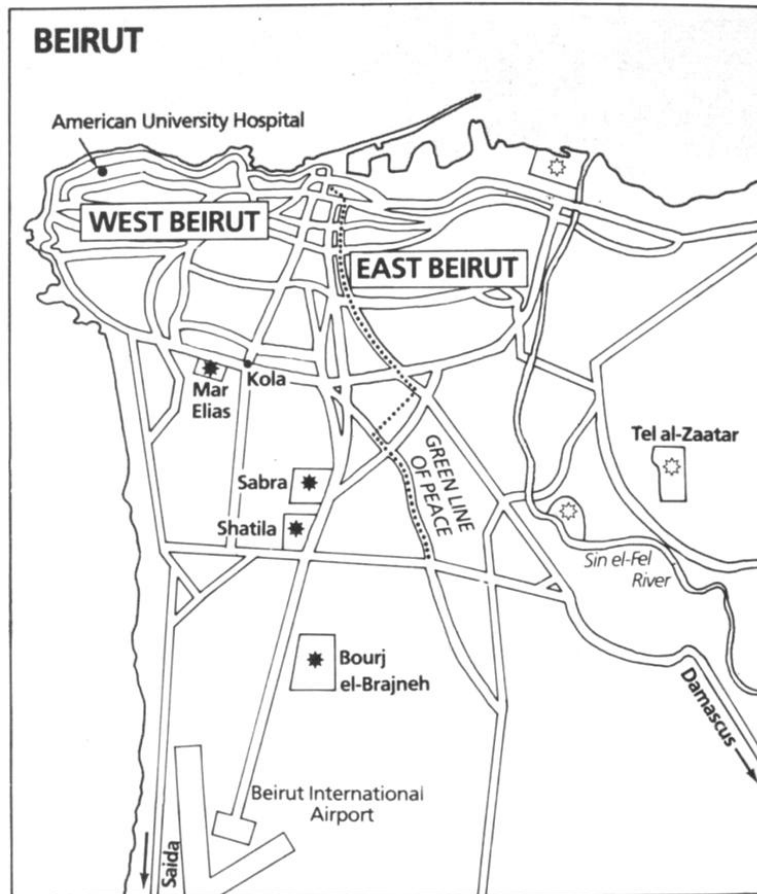 BEIRUT
American University Hospital
WEST BEIRUT
EAST BEIRUT
Kola
Mar
Elias
Tel al-Zaatar
Sabra
Shatila
GREEN LINE
OF PEACE
Sin el-Fel
River
Bourj
el-Brajneh
Damascus
Beirut International
Airport
Saida